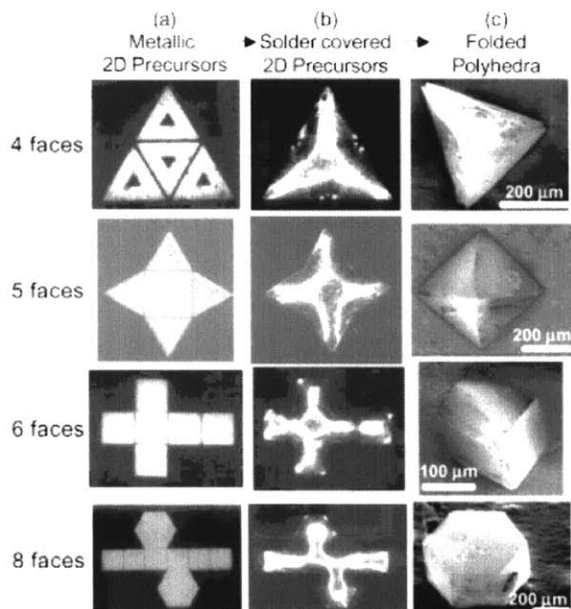 (a)
Metallic
2D Precursors
(b)
Solder covered
2D Precursors
(c)
Folded
Polyhedra
4 faces
200 μm
5 faces
200 μm
6 faces
100 μm
8 faces
200 μm